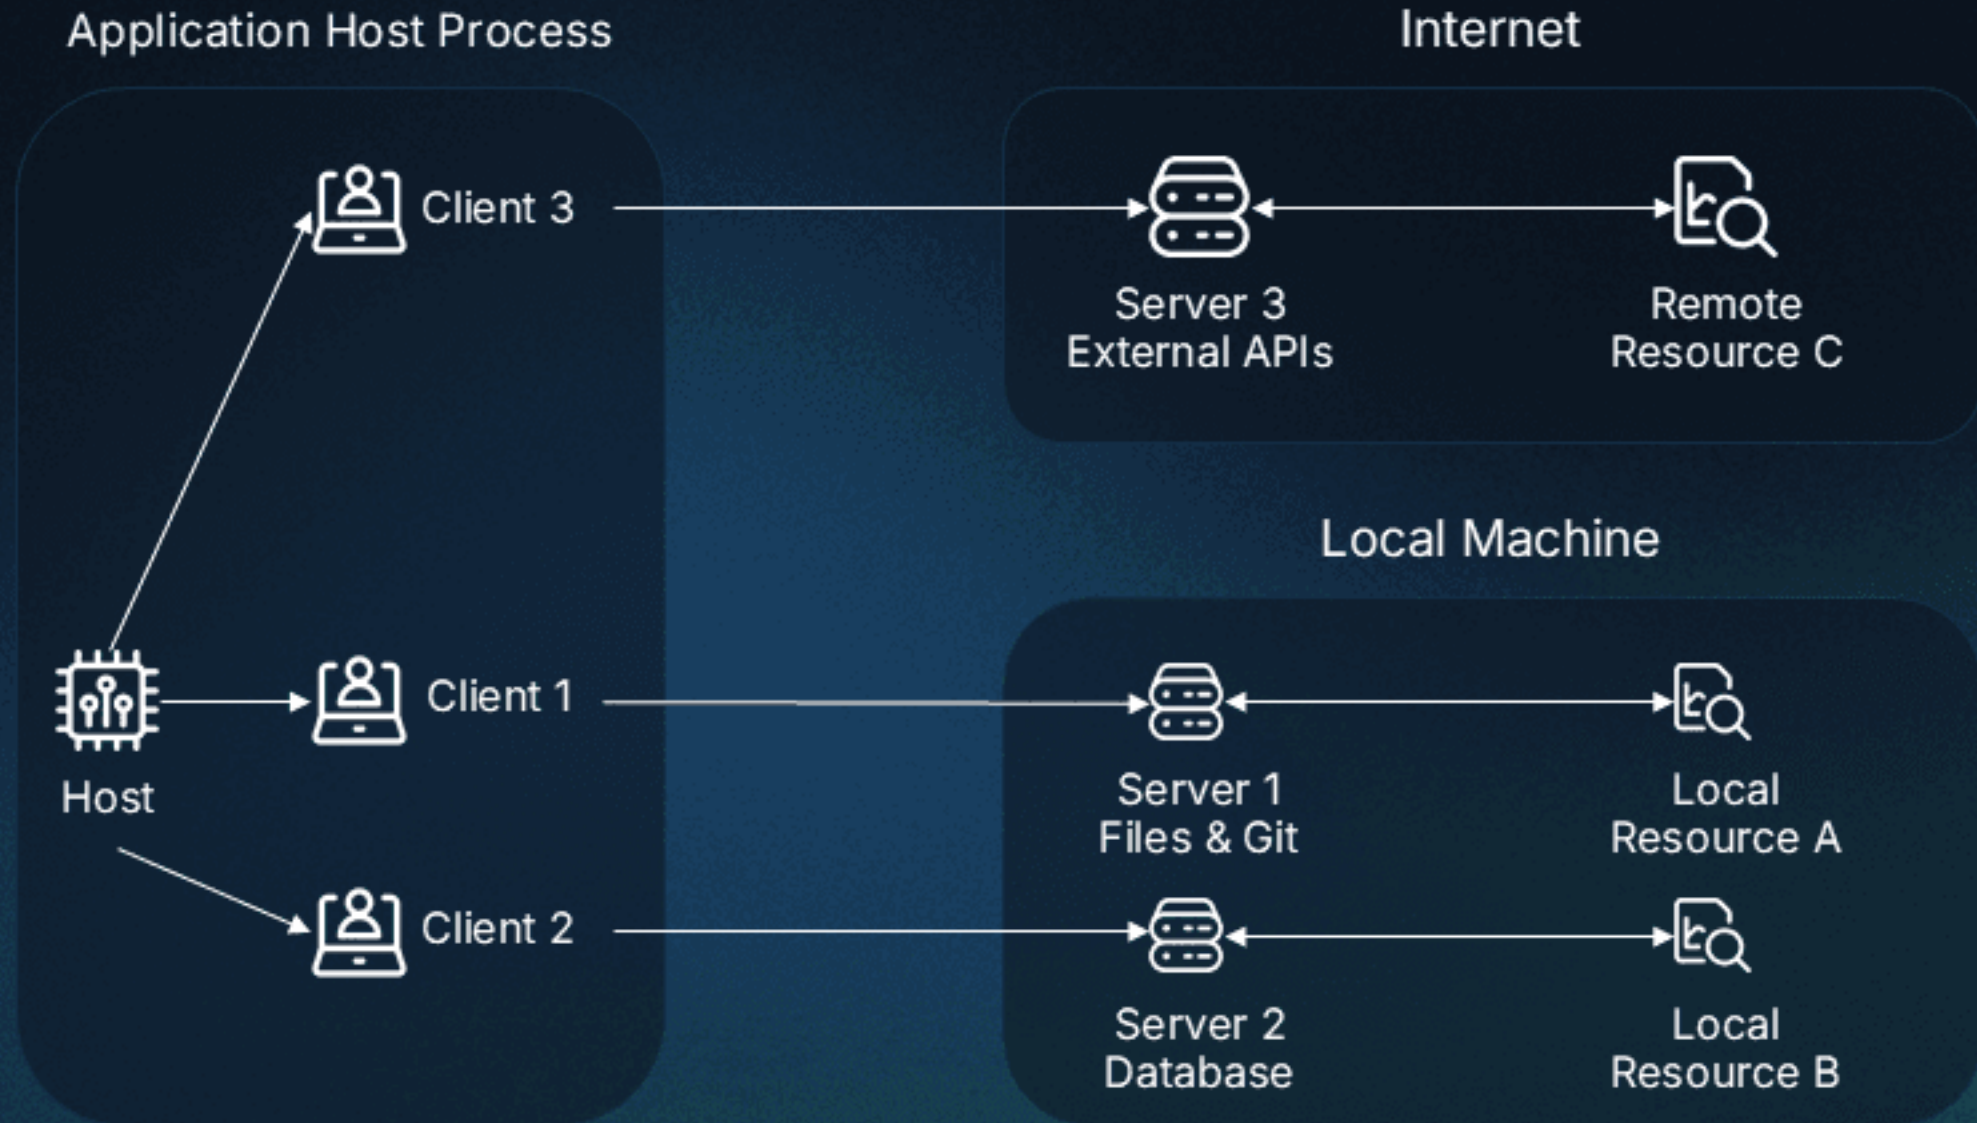 Application Host Process
Internet
Client 3
Server 3
External APIs
Remote
Resource C
Local Machine
Client 1
Host
Server 1
Files & Git
Local
Resource A
Client 2
Server 2
Database
Local
Resource B